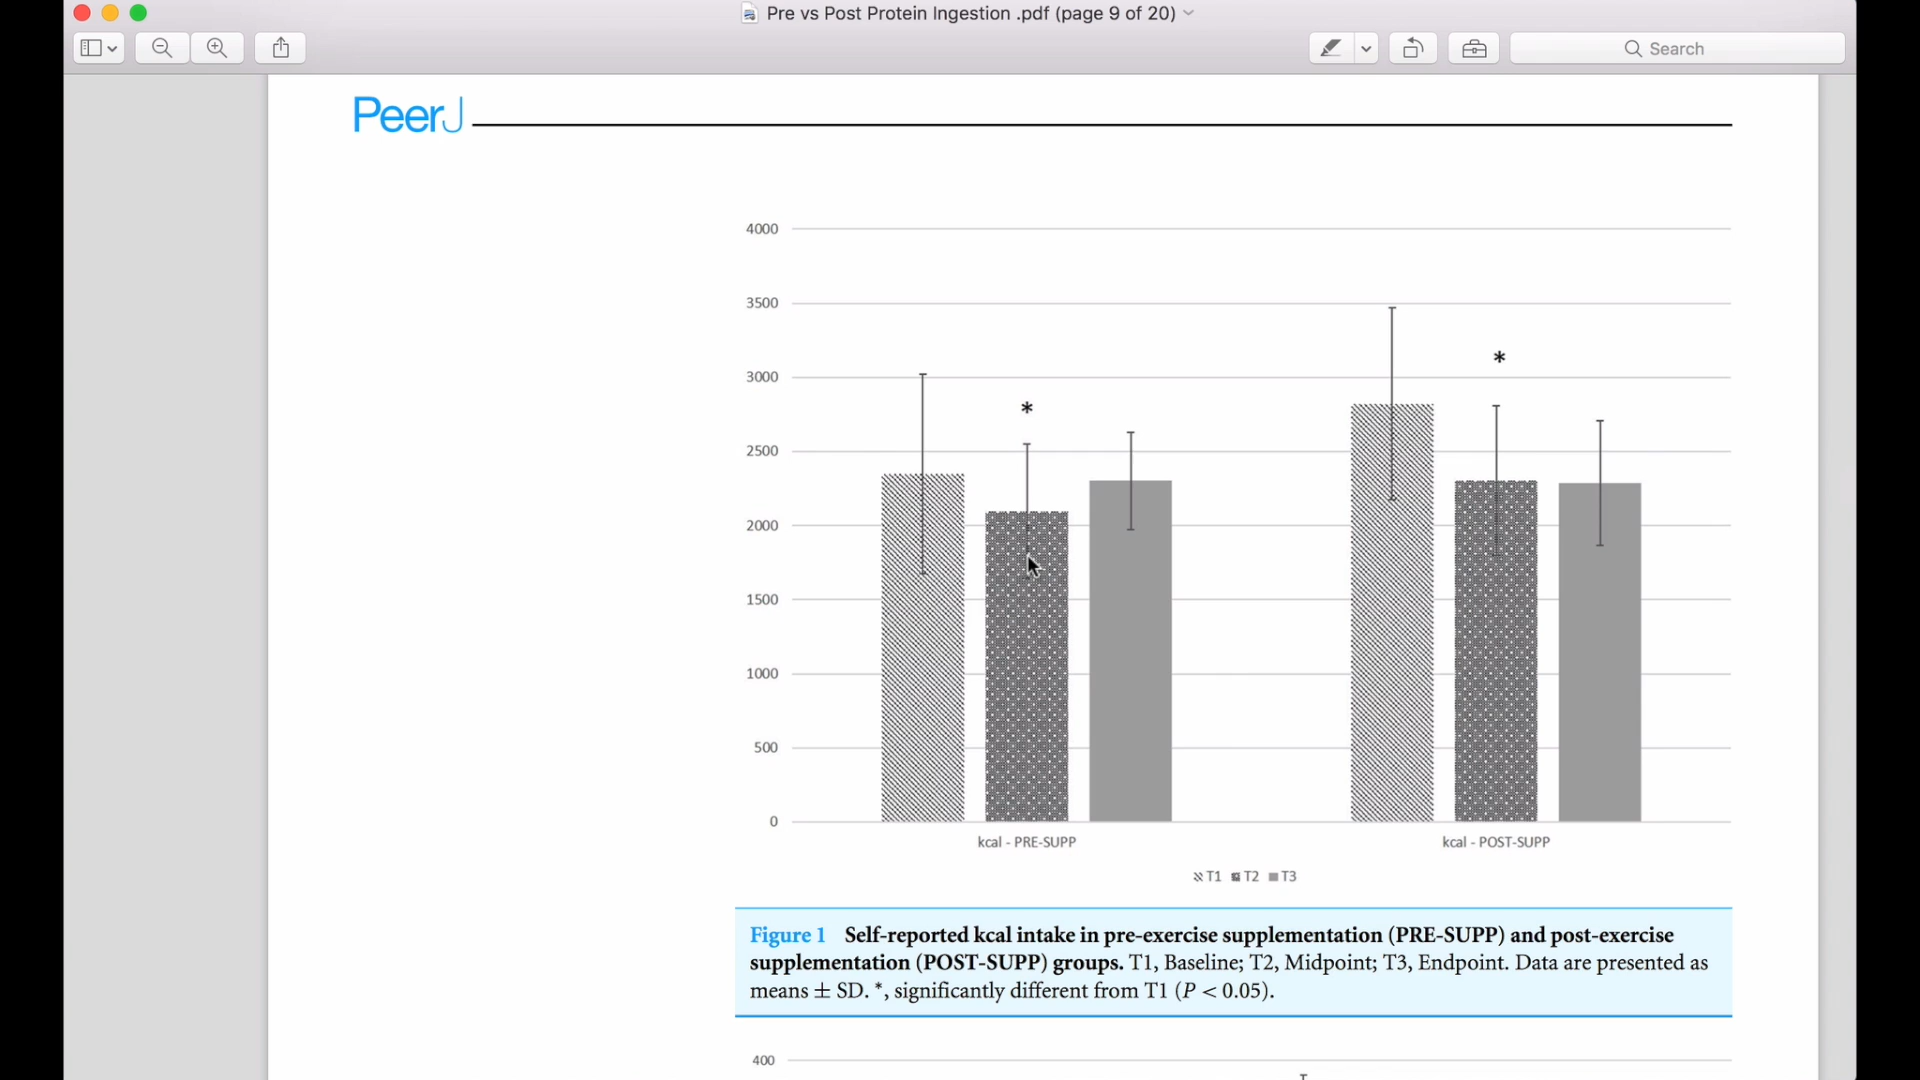 Pre vs Post Protein Ingestion .pdf (page 9 of 20)
Search
PeerJ
4000
3500
3000
2500
2000
1500
1000
500
0
*
*
kcal - PRE-SUPP
kcal - POST-SUPP
T1 T2 T3
Figure 1 Self-reported kcal intake in pre-exercise supplementation (PRE-SUPP) and post-exercise
supplementation (POST-SUPP) groups. T1, Baseline; T2, Midpoint; T3, Endpoint. Data are presented as
means ± SD. *, significantly different from T1 (P < 0.05).
400